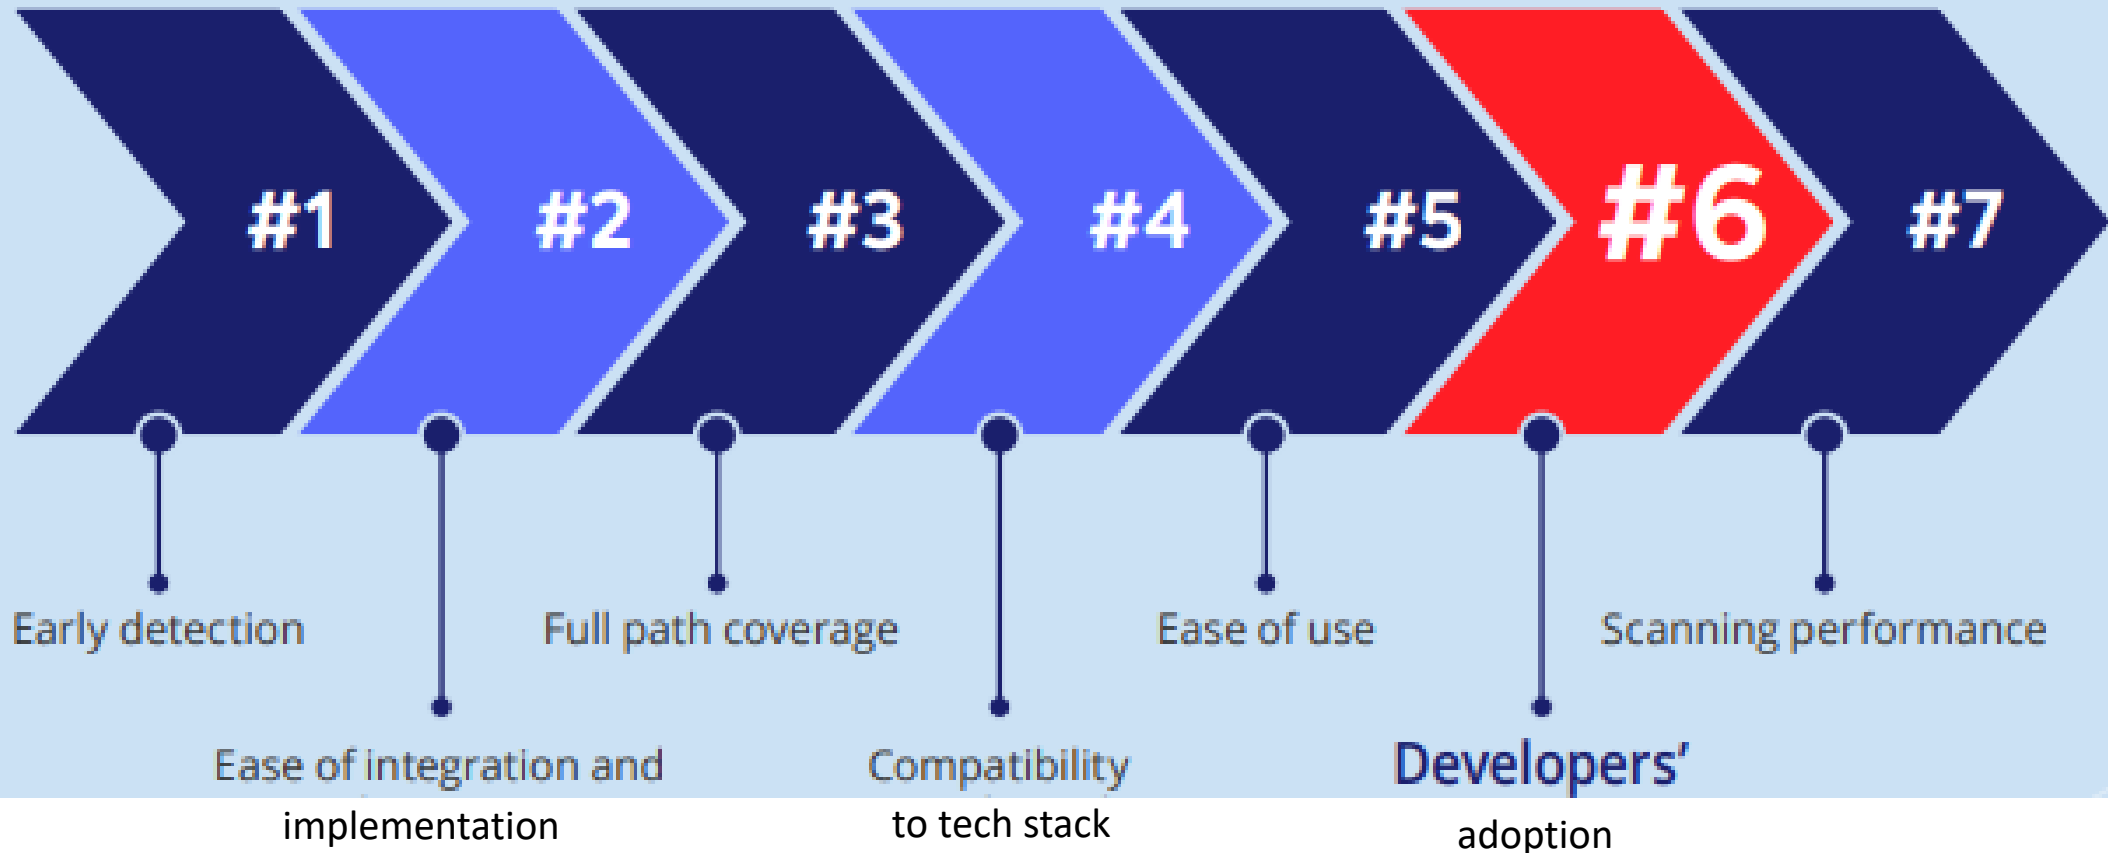 #1
#2
#3
#4
#5
#6
#7
Early detection
Ease of integration and
implementation
Full path coverage
Compatibility
to tech stack
Ease of use
Developers’
adoption
Scanning performance